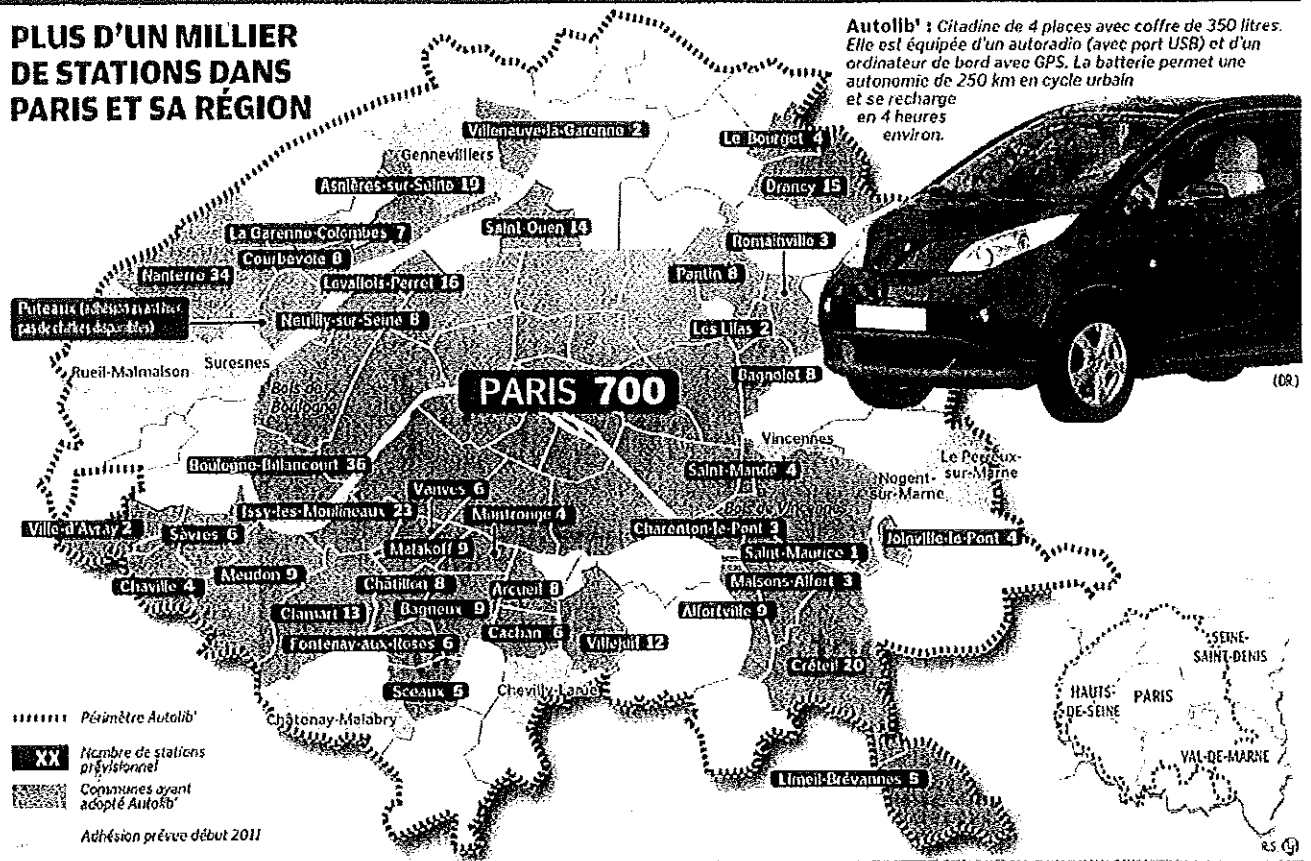 PLUS D'UN MILLIER
DE STATIONS DANS
PARIS ET SA RÉGION
Autolib' : Citadine de 4 places avec coffre de 350 litres.
Elle est équipée d'un autoradio (avec port USB) et d'un
ordinateur de bord avec GPS. La batterie permet une
autonomie de 250 km en cycle urbain
et se recharge
en 4 heures
environ.
(DR.)
Villeneuve-la-Garenne 2
Le Bourget 4
Gennevilliers
Asnières-sur-Seine 19
Drancy 15
La Garenne-Colombes 7
Saint-Ouen 14
Romainville 3
Courbevoie 8
Nanterre 34
Levallois-Perret 16
Pantin 8
Puteaux
pas de chiffres disponibles)
Neuilly-sur-Seine 8
Les Lilas 2
Suresnes
Rueil-Malmaison
Bagnolet 8
Bois de
Boulogne
PARIS 700
Vincennes
Boulogne-Billancourt 36
Saint-Mandé 4
Le Perreux-
sur-Marne
Nogent-
sur-Marne
Vanves 6
Issy-les-Moulineaux 23
Montrouge 4
Bois de Vincennes
Ville-d'Avray 2
Sèvres 6
Charenton-le-Pont 3
Joinville-le-Pont 4
Malakoff 9
Saint-Maurice 1
Chaville 4
Meudon 9
Châtillon 8
Arcueil 8
Maisons-Alfort 3
Clamart 13
Bagneux 9
Alfortville 9
Cachan 6
Fontenay-aux-Roses 6
Villejuif 12
Créteil 20
Sceaux 5
Chevilly-Larue
Châtenay-Malabry
Limeil-Brévannes 5
Périmètre Autolib'
XX Nombre de stations
prévisionnel
Communes ayant
adopté Autolib'
Adhésion prévue début 2011
SEINE-
SAINT-DENIS
HAUTS-
DE-SEINE
PARIS
VAL-DE-MARNE
R.S.